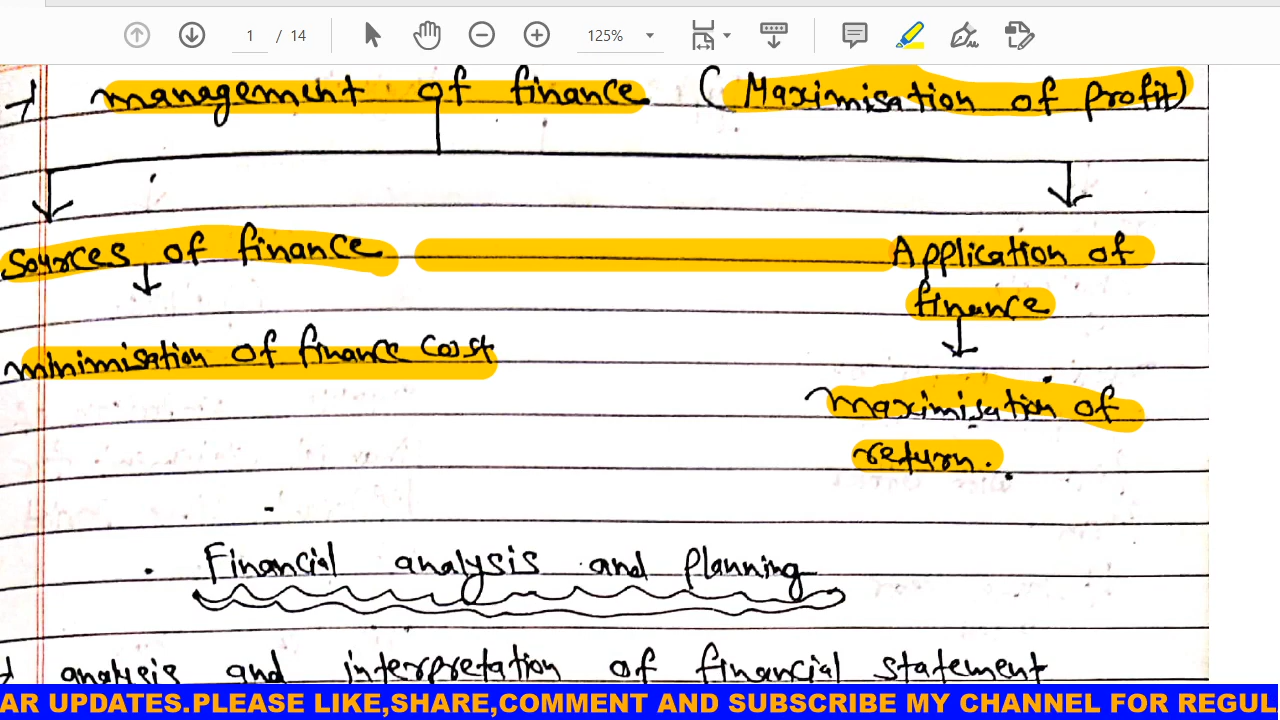 1 / 14 125%
management of finance (Maximisation of profit)
Sources of finance Application of
finance
minimisation of finance cost
maximisation of
return.
Financial analysis and planning
analysis and interpretation of financial statement
AR UPDATES.PLEASE LIKE,SHARE,COMMENT AND SUBSCRIBE MY CHANNEL FOR REGUL